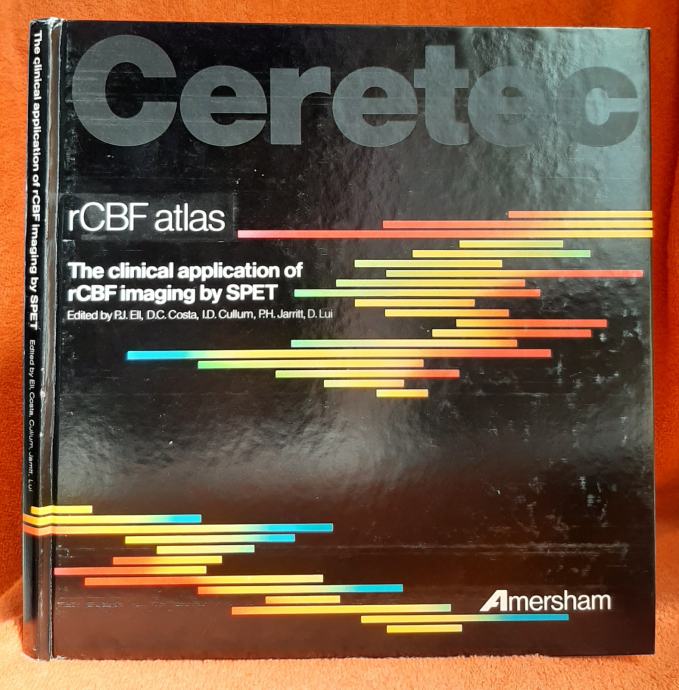 The clinical application of rCBF imaging by SPET Edited by Ell, Costa, Cullum, Jarritt, Lui
Ceretec
rCBF atlas
The clinical application of
rCBF imaging by SPET
Edited by P.J. Ell, D.C. Costa, I.D. Cullum, P.H. Jarritt, D. Lui
Amersham